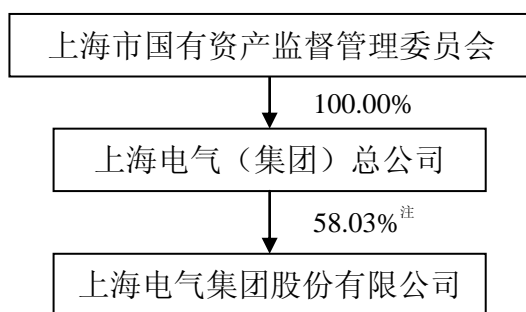 上海市国有资产监督管理委员会
100.00%
上海电气（集团）总公司
58.03%注
上海电气集团股份有限公司